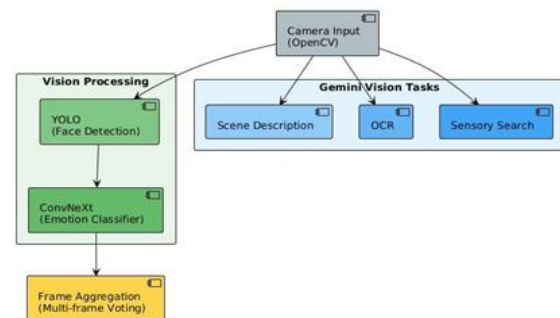 Camera Input
(OpenCV)
Vision Processing
YOLO
(Face Detection)
ConvNeXt
(Emotion Classifier)
Gemini Vision Tasks
Scene Description
OCR
Sensory Search
Frame Aggregation
(Multi-frame Voting)